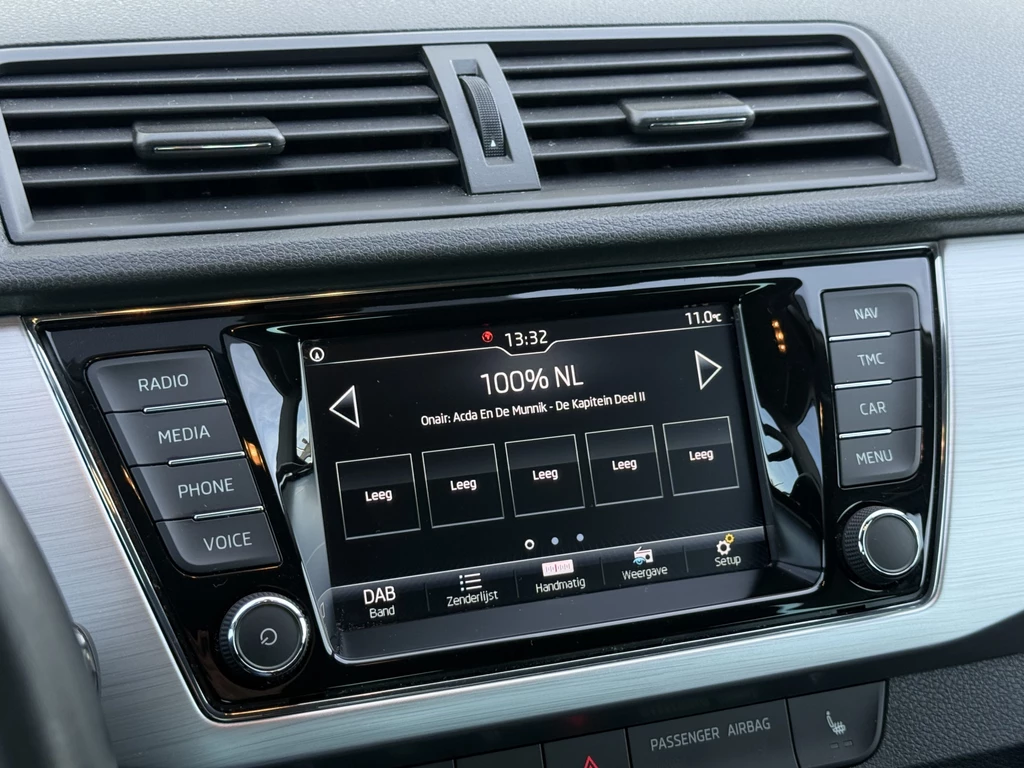 13:32
11.0°C
100% NL
Onair: Acda En De Munnik - De Kapitein Deel II
Leeg Leeg Leeg Leeg Leeg
DAB
Band
Zenderlijst
Handmatig
Weergave
Setup
RADIO
MEDIA
PHONE
VOICE
NAV
TMC
CAR
MENU
PASSENGER AIRBAG